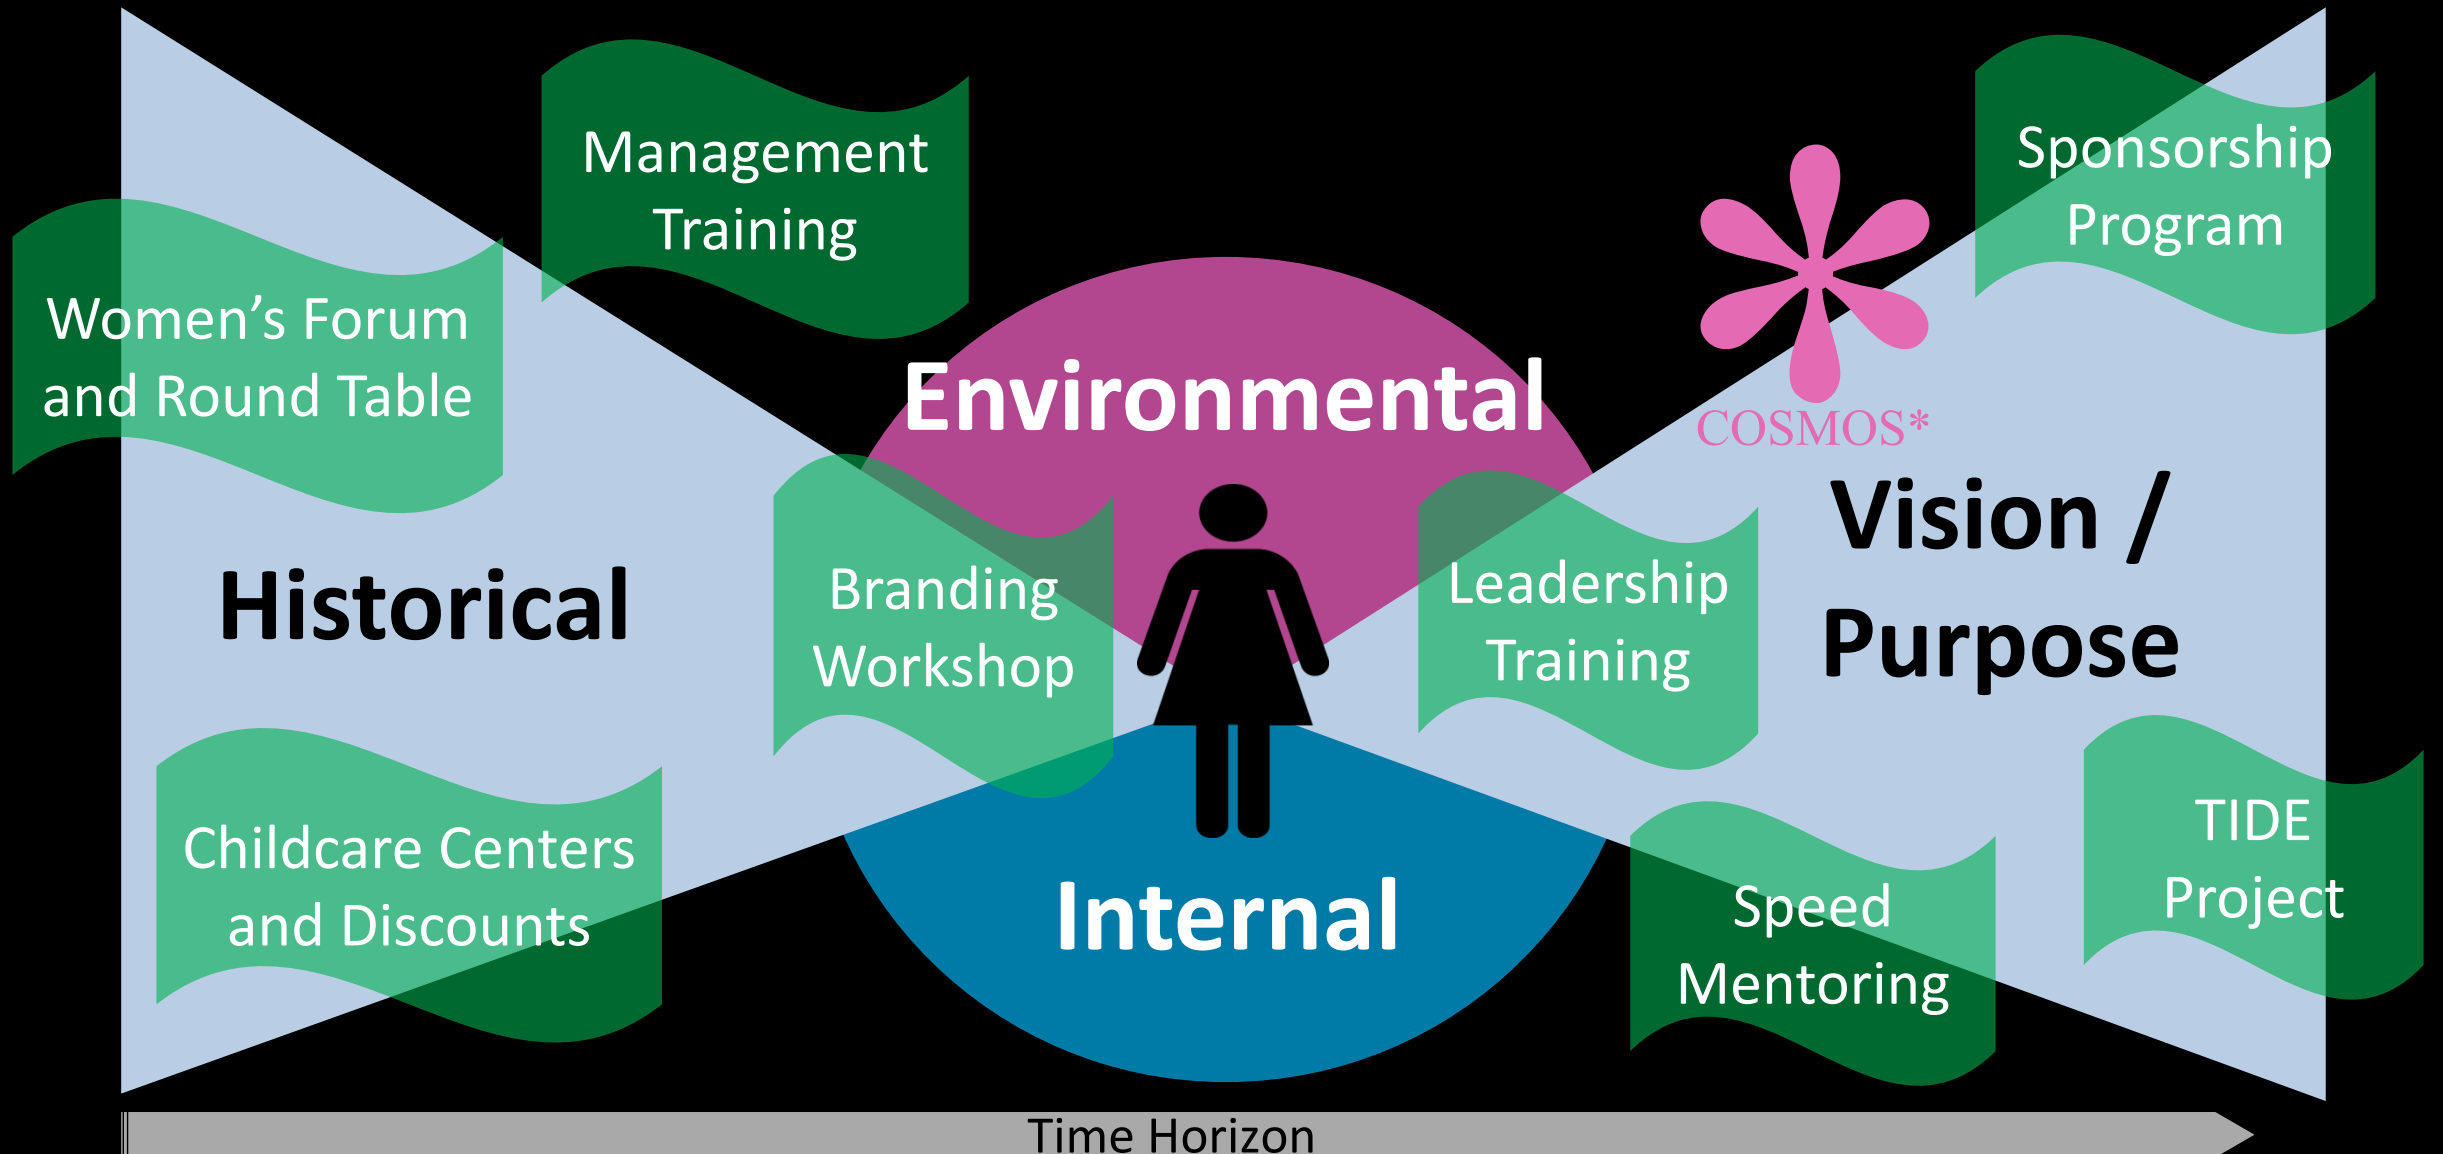 Management
Training
Sponsorship
Program
Women’s Forum
and Round Table
Environmental
COSMOS*
Historical
Branding
Workshop
Leadership
Training
Vision /
Purpose
Childcare Centers
and Discounts
Internal
Speed
Mentoring
TIDE
Project
Time Horizon